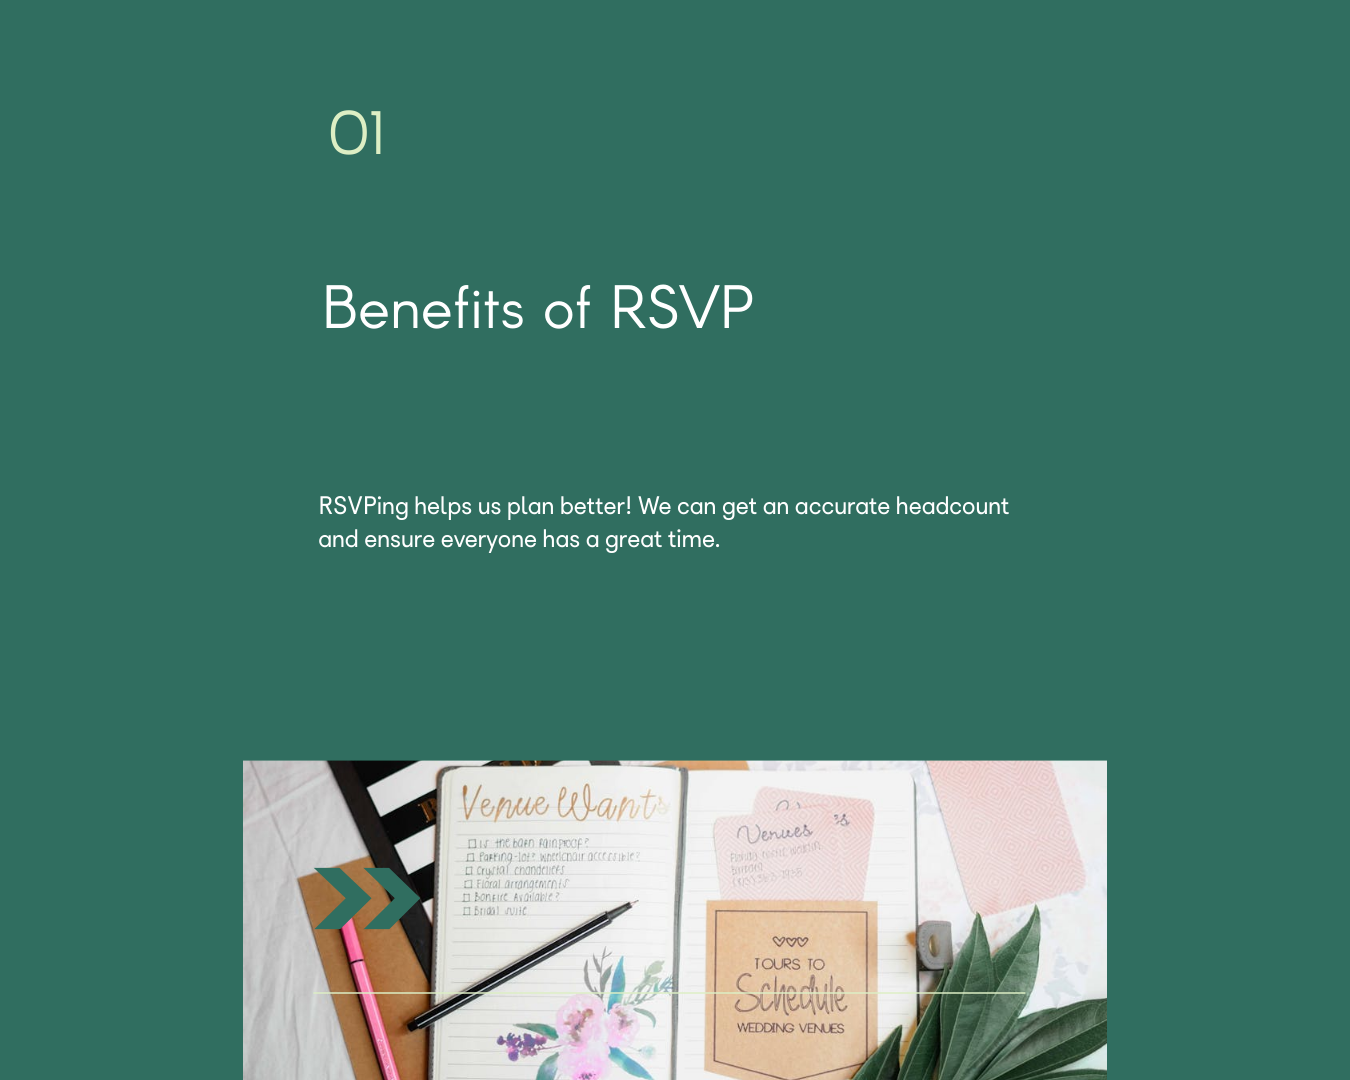 01
Benefits of RSVP
RSVPing helps us plan better! We can get an accurate headcount
and ensure everyone has a great time.
Venue Wants
is the barn rainproof?
Parking-lot? wheelchair accessible?
Crystal chandeliers
Floral arrangements
Bonfire Available?
Bridal suite
Venues
TOURS TO
Schedule
WEDDING VENUES